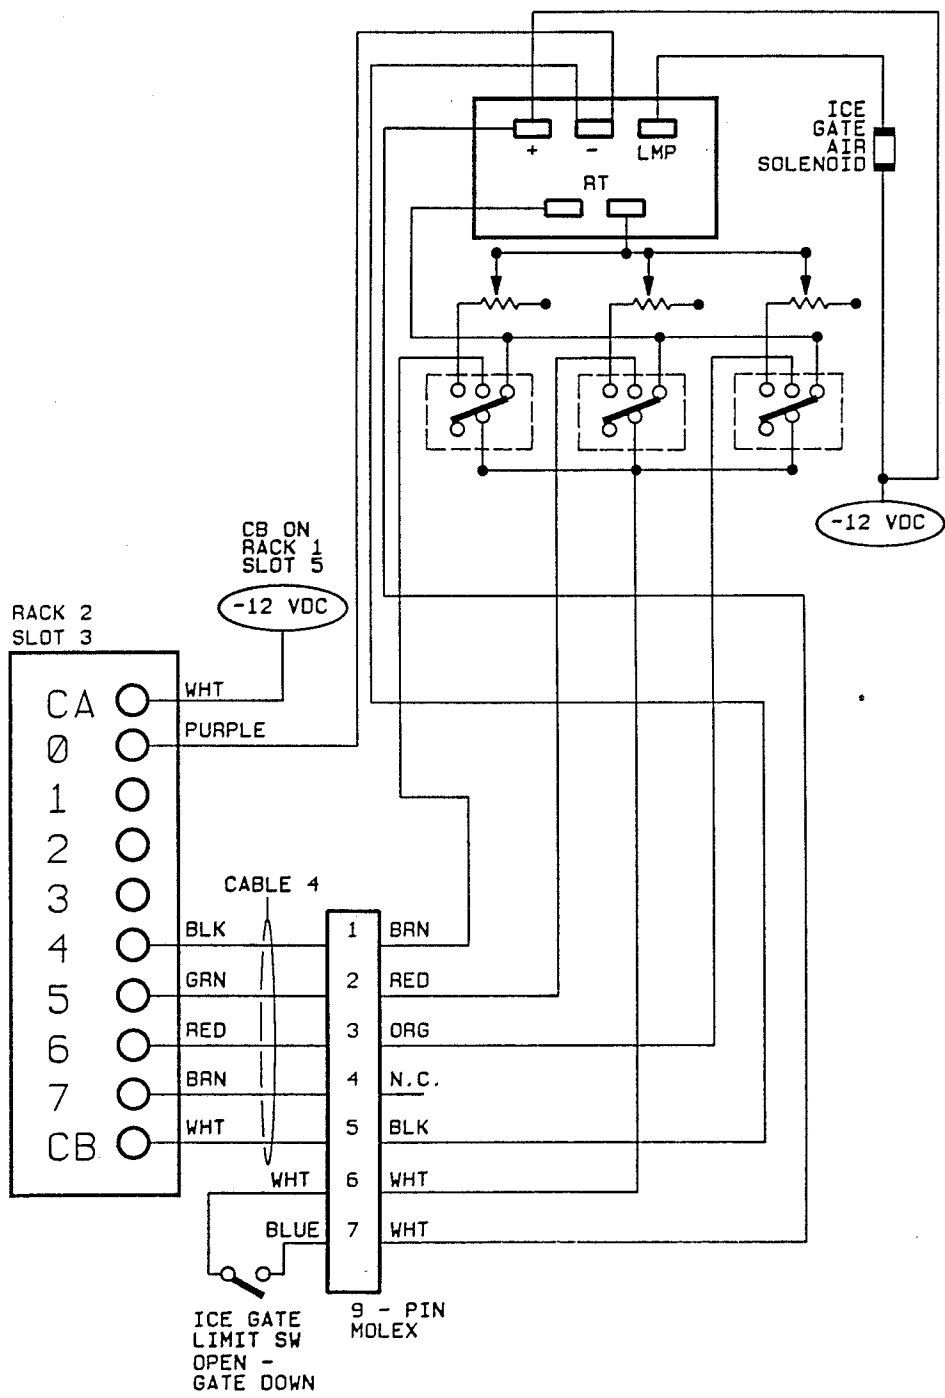 ICE
GATE
AIR
SOLENOID
+
-
LMP
RT
-12 VDC
CB ON
RACK 1
SLOT 5
-12 VDC
RACK 2
SLOT 3
CA
WHT
0
PURPLE
1
2
3
CABLE 4
4
BLK
1
BRN
5
GRN
2
RED
6
RED
3
ORG
7
BRN
4
N.C.
CB
WHT
5
BLK
WHT
6
WHT
BLUE
7
WHT
ICE GATE
LIMIT SW
OPEN -
GATE DOWN
9 - PIN
MOLEX